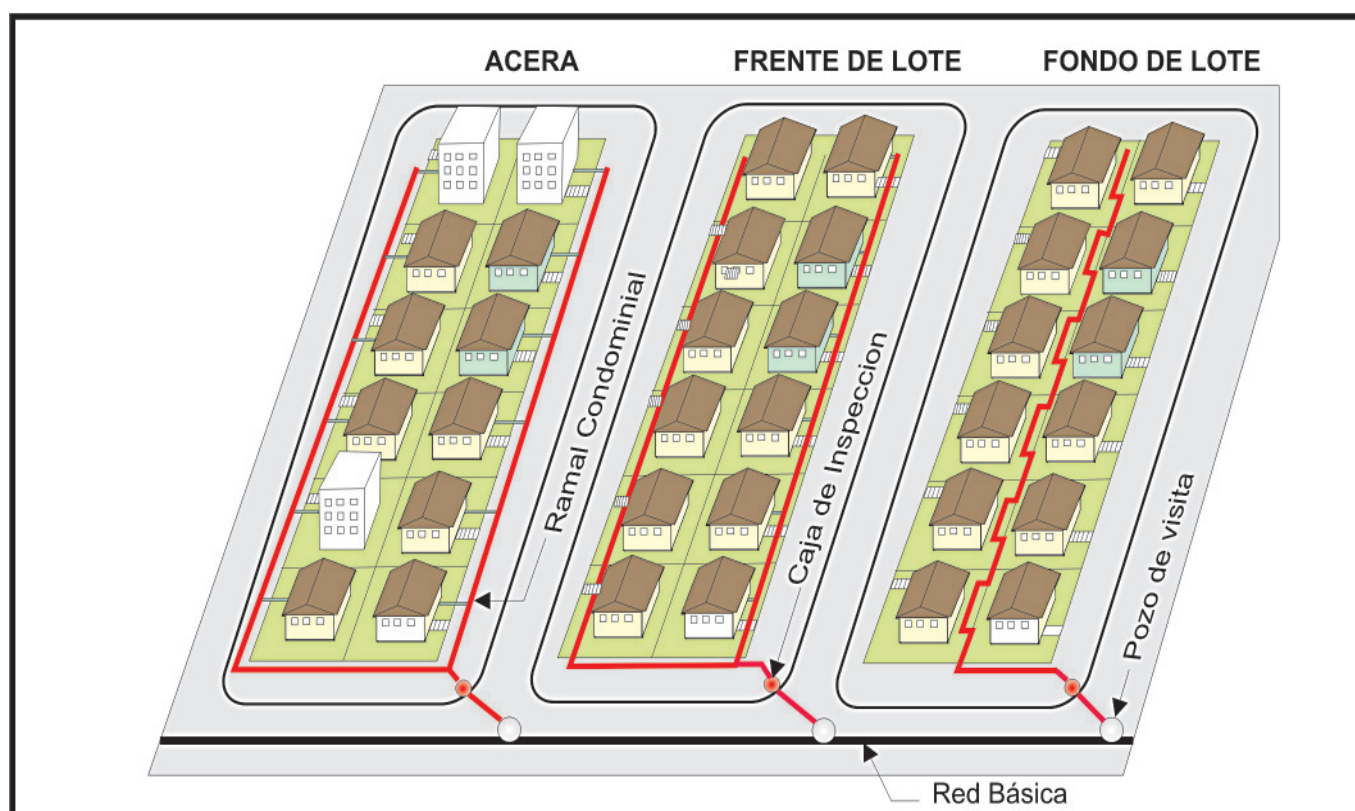 ACERA
FRENTE DE LOTE
FONDO DE LOTE
Ramal Condominial
Caja de Inspeccion
Pozo de visita
Red Básica